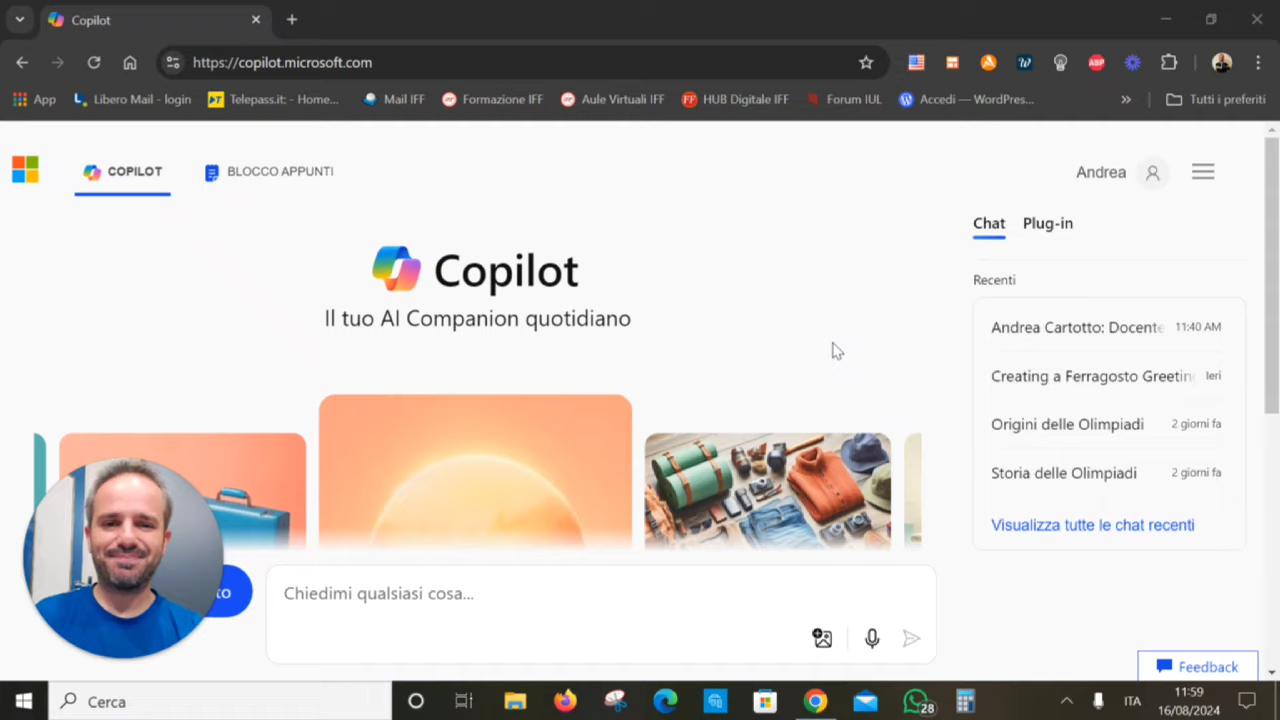 Copilot
https://copilot.microsoft.com
App
Libero Mail - login
Telepass.it: - Home...
Mail IFF
Formazione IFF
Aule Virtuali IFF
HUB Digitale IFF
Forum IUL
Accedi — WordPres...
Tutti i preferiti
COPILOT
BLOCCO APPUNTI
Andrea
Chat
Plug-in
Copilot
Il tuo AI Companion quotidiano
Recenti
Andrea Cartotto: Docente 11:40 AM
Creating a Ferragosto Greetin Ieri
Origini delle Olimpiadi 2 giorni fa
Storia delle Olimpiadi 2 giorni fa
Visualizza tutte le chat recenti
to
Chiedimi qualsiasi cosa...
Feedback
Cerca
28
ITA
11:59
16/08/2024
ABP